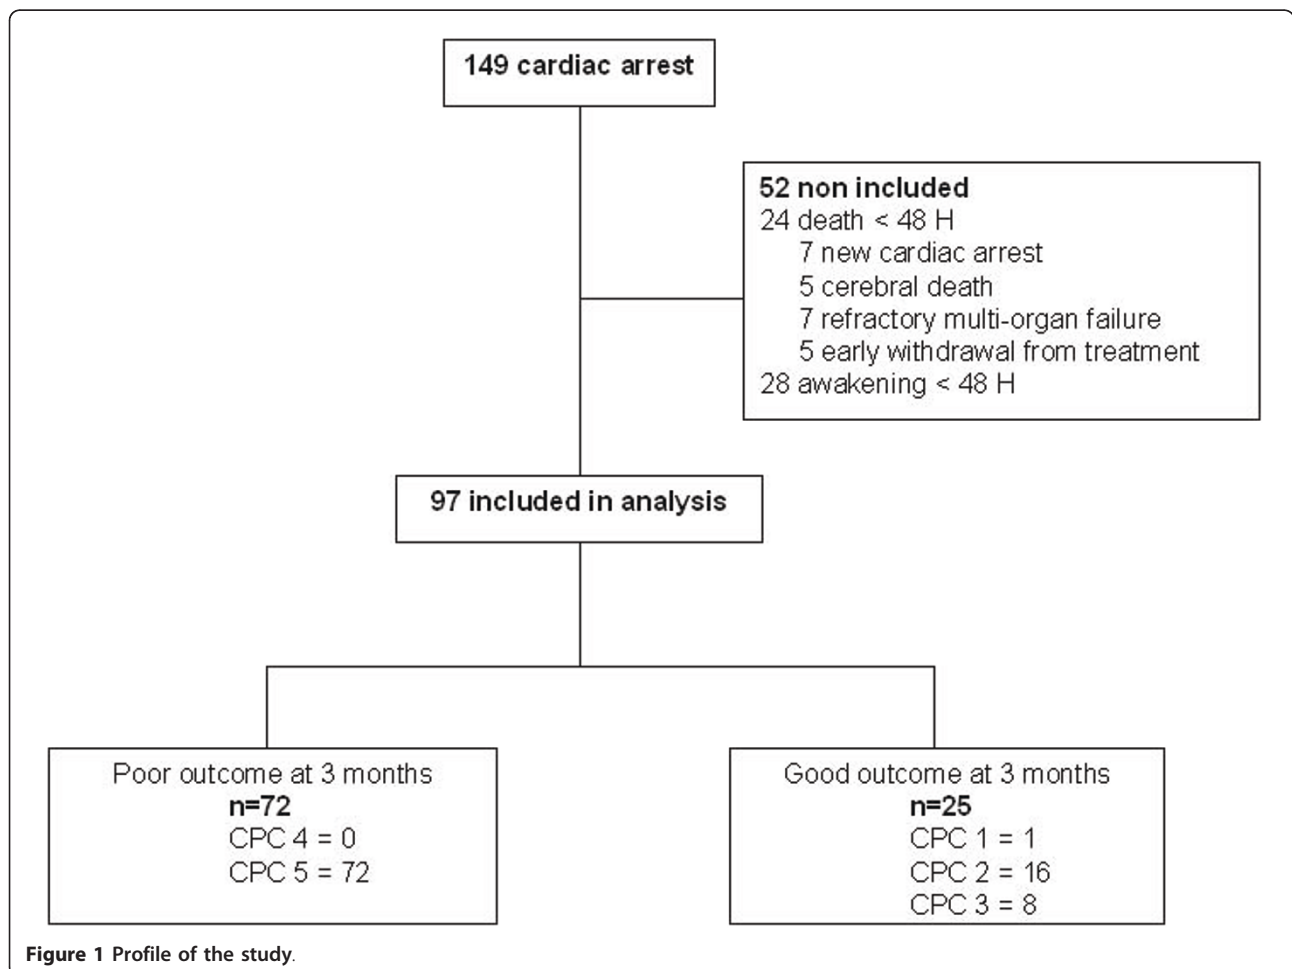 149 cardiac arrest
52 non included
24 death < 48 H
7 new cardiac arrest
5 cerebral death
7 refractory multi-organ failure
5 early withdrawal from treatment
28 awakening < 48 H
97 included in analysis
Poor outcome at 3 months
n=72
CPC 4 = 0
CPC 5 = 72
Good outcome at 3 months
n=25
CPC 1 = 1
CPC 2 = 16
CPC 3 = 8
Figure 1 Profile of the study.